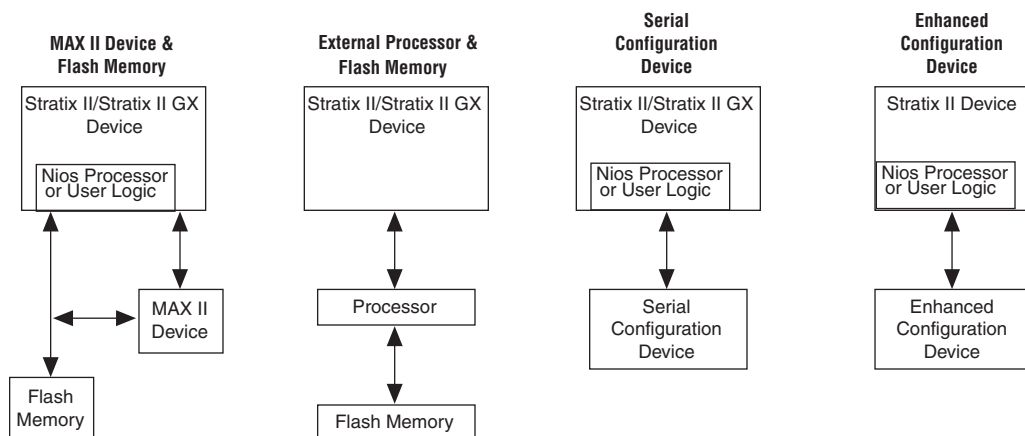 MAX II Device &
Flash Memory
Stratix II/Stratix II GX
Device
Nios Processor
or User Logic
MAX II
Device
Flash
Memory
External Processor &
Flash Memory
Stratix II/Stratix II GX
Device
Processor
Flash Memory
Serial
Configuration
Device
Stratix II/Stratix II GX
Device
Nios Processor
or User Logic
Serial
Configuration
Device
Enhanced
Configuration
Device
Stratix II Device
Nios Processor
or User Logic
Enhanced
Configuration
Device